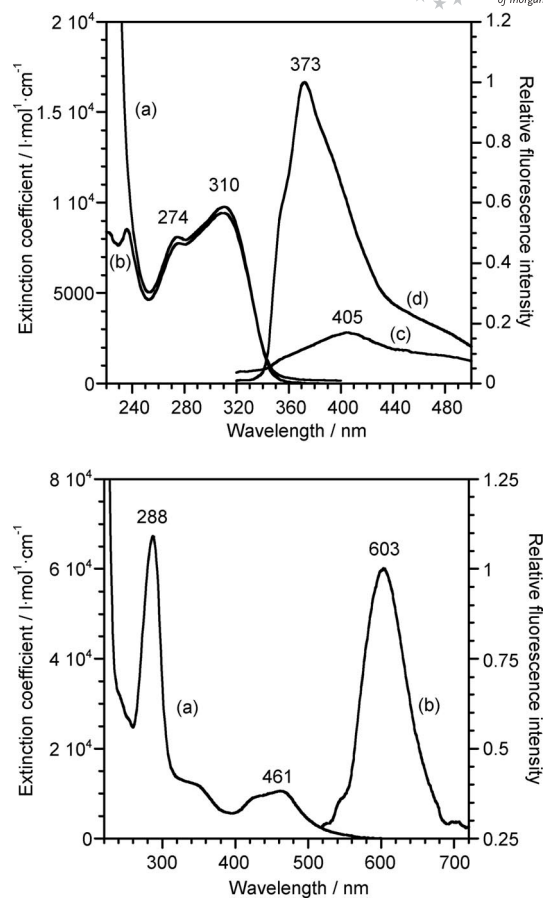 of Inorgan
2 10⁴
1.2
373
(a)
1
1.5 10⁴
0.8
310
1 10⁴
274
0.6
(b)
5000
0.4
(d)
405
(c)
0.2
0
0
240 280 320 360 400 440 480
Wavelength / nm
Extinction coefficient / l·mol¹·cm⁻¹
Relative fluorescence intensity
8 10⁴
1.25
288
603
6 10⁴
1
4 10⁴
0.75
(a)
(b)
2 10⁴
461
0.5
0
0.25
300 400 500 600 700
Wavelength / nm
Extinction coefficient / l·mol¹·cm⁻¹
Relative fluorescence intensity